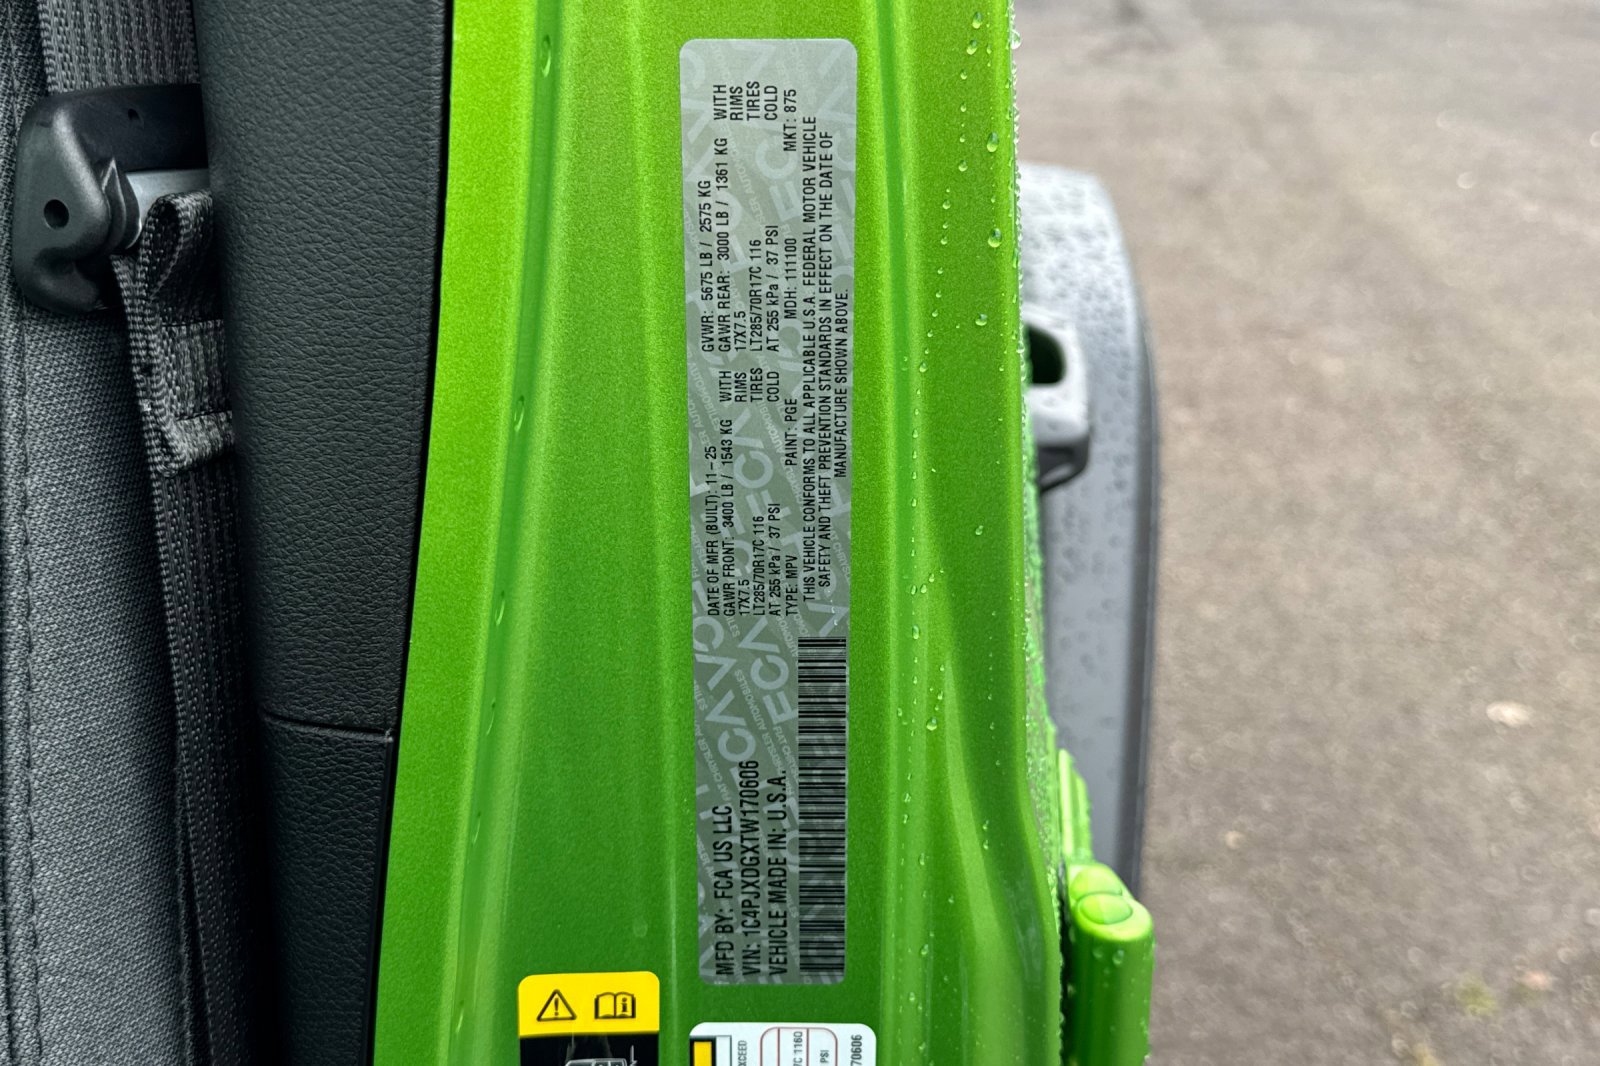 MFD BY: FCA US LLC
VIN: 1C4PJXDGXTW170606
VEHICLE MADE IN: U.S.A.
DATE OF MFR (BUILT): 11-25 GVWR: 5675 LB / 2575 KG
GAWR FRONT: 3400 LB / 1543 KG WITH GAWR REAR: 3000 LB / 1361 KG WITH
17X7.5 RIMS 17X7.5 RIMS
LT285/70R17C 116 TIRES LT285/70R17C 116 TIRES
AT 255 kPa / 37 PSI COLD AT 255 kPa / 37 PSI COLD
TYPE: MPV PAINT: PGE MDH: 111100 MKT: 875
THIS VEHICLE CONFORMS TO ALL APPLICABLE U.S.A. FEDERAL MOTOR VEHICLE
SAFETY AND THEFT PREVENTION STANDARDS IN EFFECT ON THE DATE OF
MANUFACTURE SHOWN ABOVE.
PSI
70606